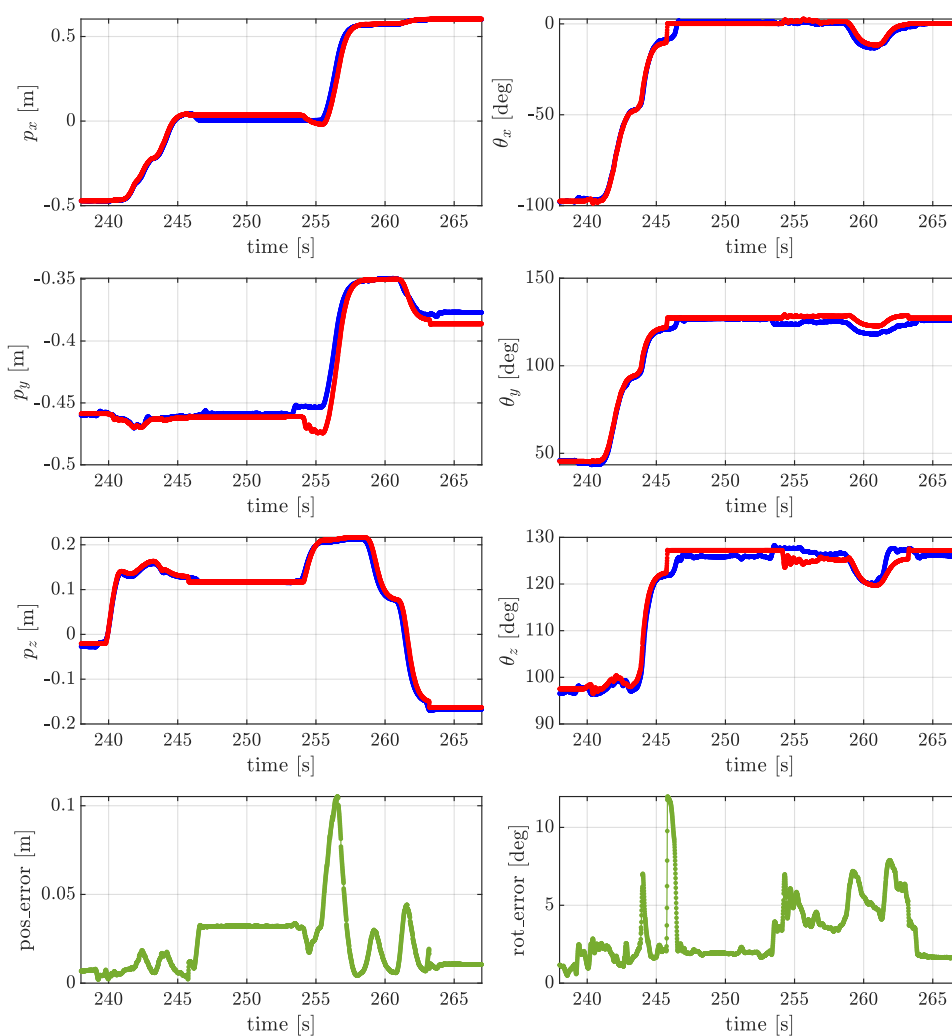 0.5
0
-0.5
p_x [m]
240 245 250 255 260 265
time [s]
0
-50
-100
θ_x [deg]
240 245 250 255 260 265
time [s]
-0.35
-0.4
-0.45
-0.5
p_y [m]
240 245 250 255 260 265
time [s]
150
100
50
θ_y [deg]
240 245 250 255 260 265
time [s]
0.2
0.1
0
-0.1
-0.2
p_z [m]
240 245 250 255 260 265
time [s]
130
120
110
100
90
θ_z [deg]
240 245 250 255 260 265
time [s]
0.1
0.05
0
pos_error [m]
240 245 250 255 260 265
time [s]
10
5
0
rot_error [deg]
240 245 250 255 260 265
time [s]